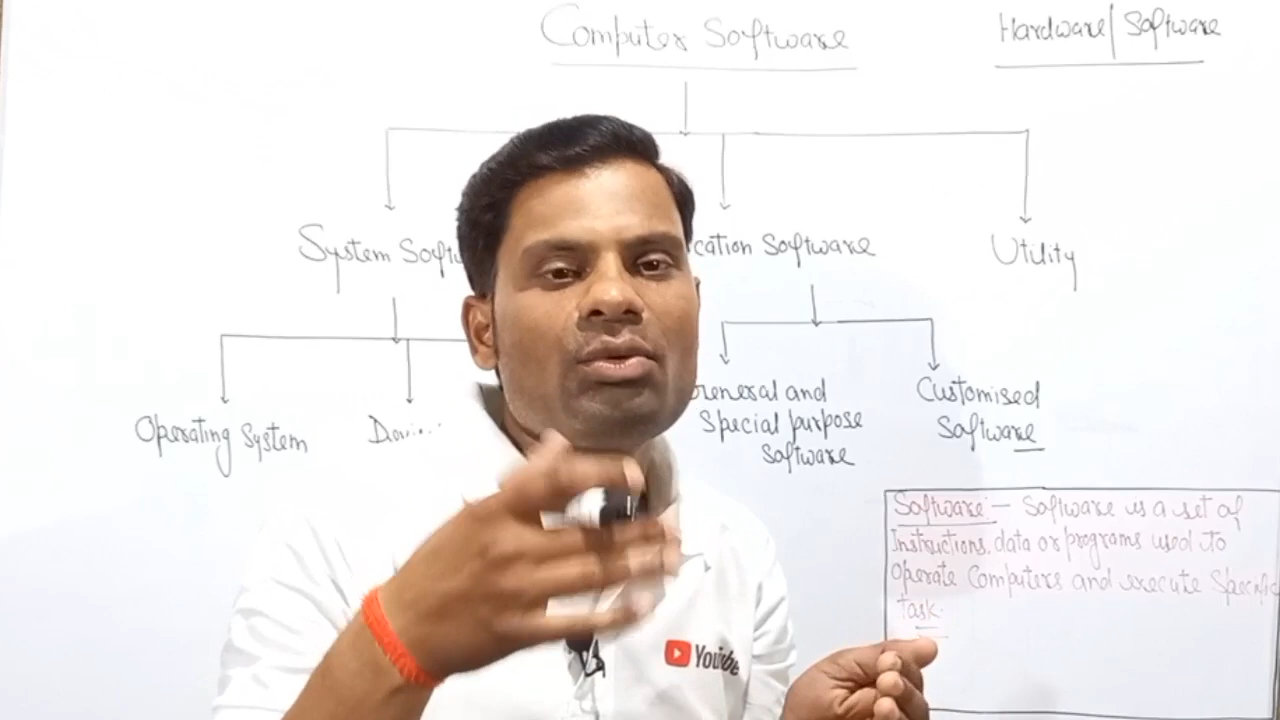 Computer Software
Hardware/Software
System Softw
cation Software
Utility
Operating System
General and
Special purpose
Software
Customised
Software
Software:- Software is a set of
Instructions, data or programs used to
Operate Computers and execute Specific
task.
YouTube